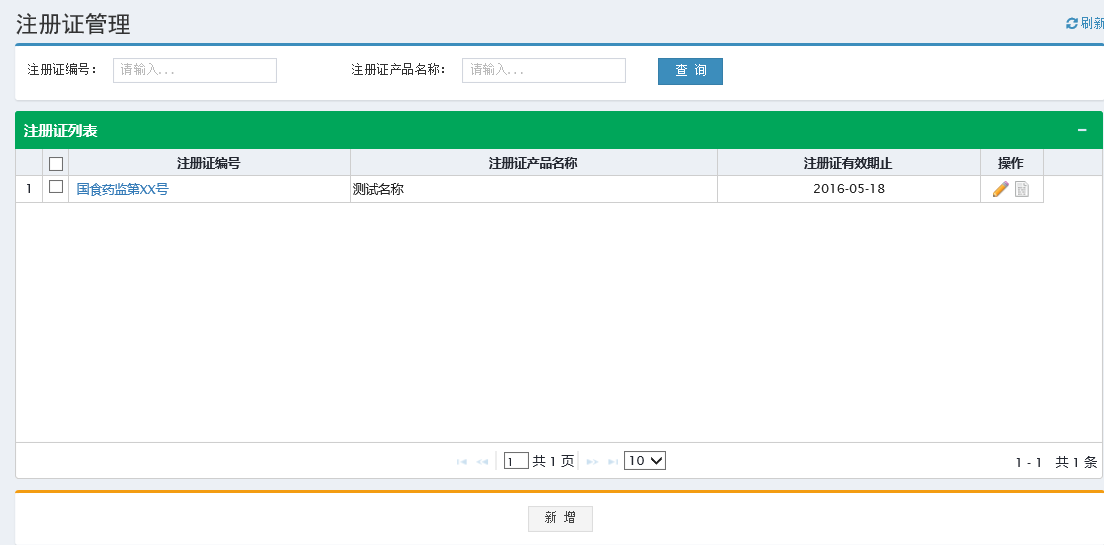 注册证管理
刷新
注册证编号： 请输入... 注册证产品名称： 请输入... 查 询
注册证列表
注册证编号 注册证产品名称 注册证有效期止 操作
1 国食药监第XX号 测试名称 2016-05-18
1 共 1 页 10 1 - 1 共 1 条
新 增